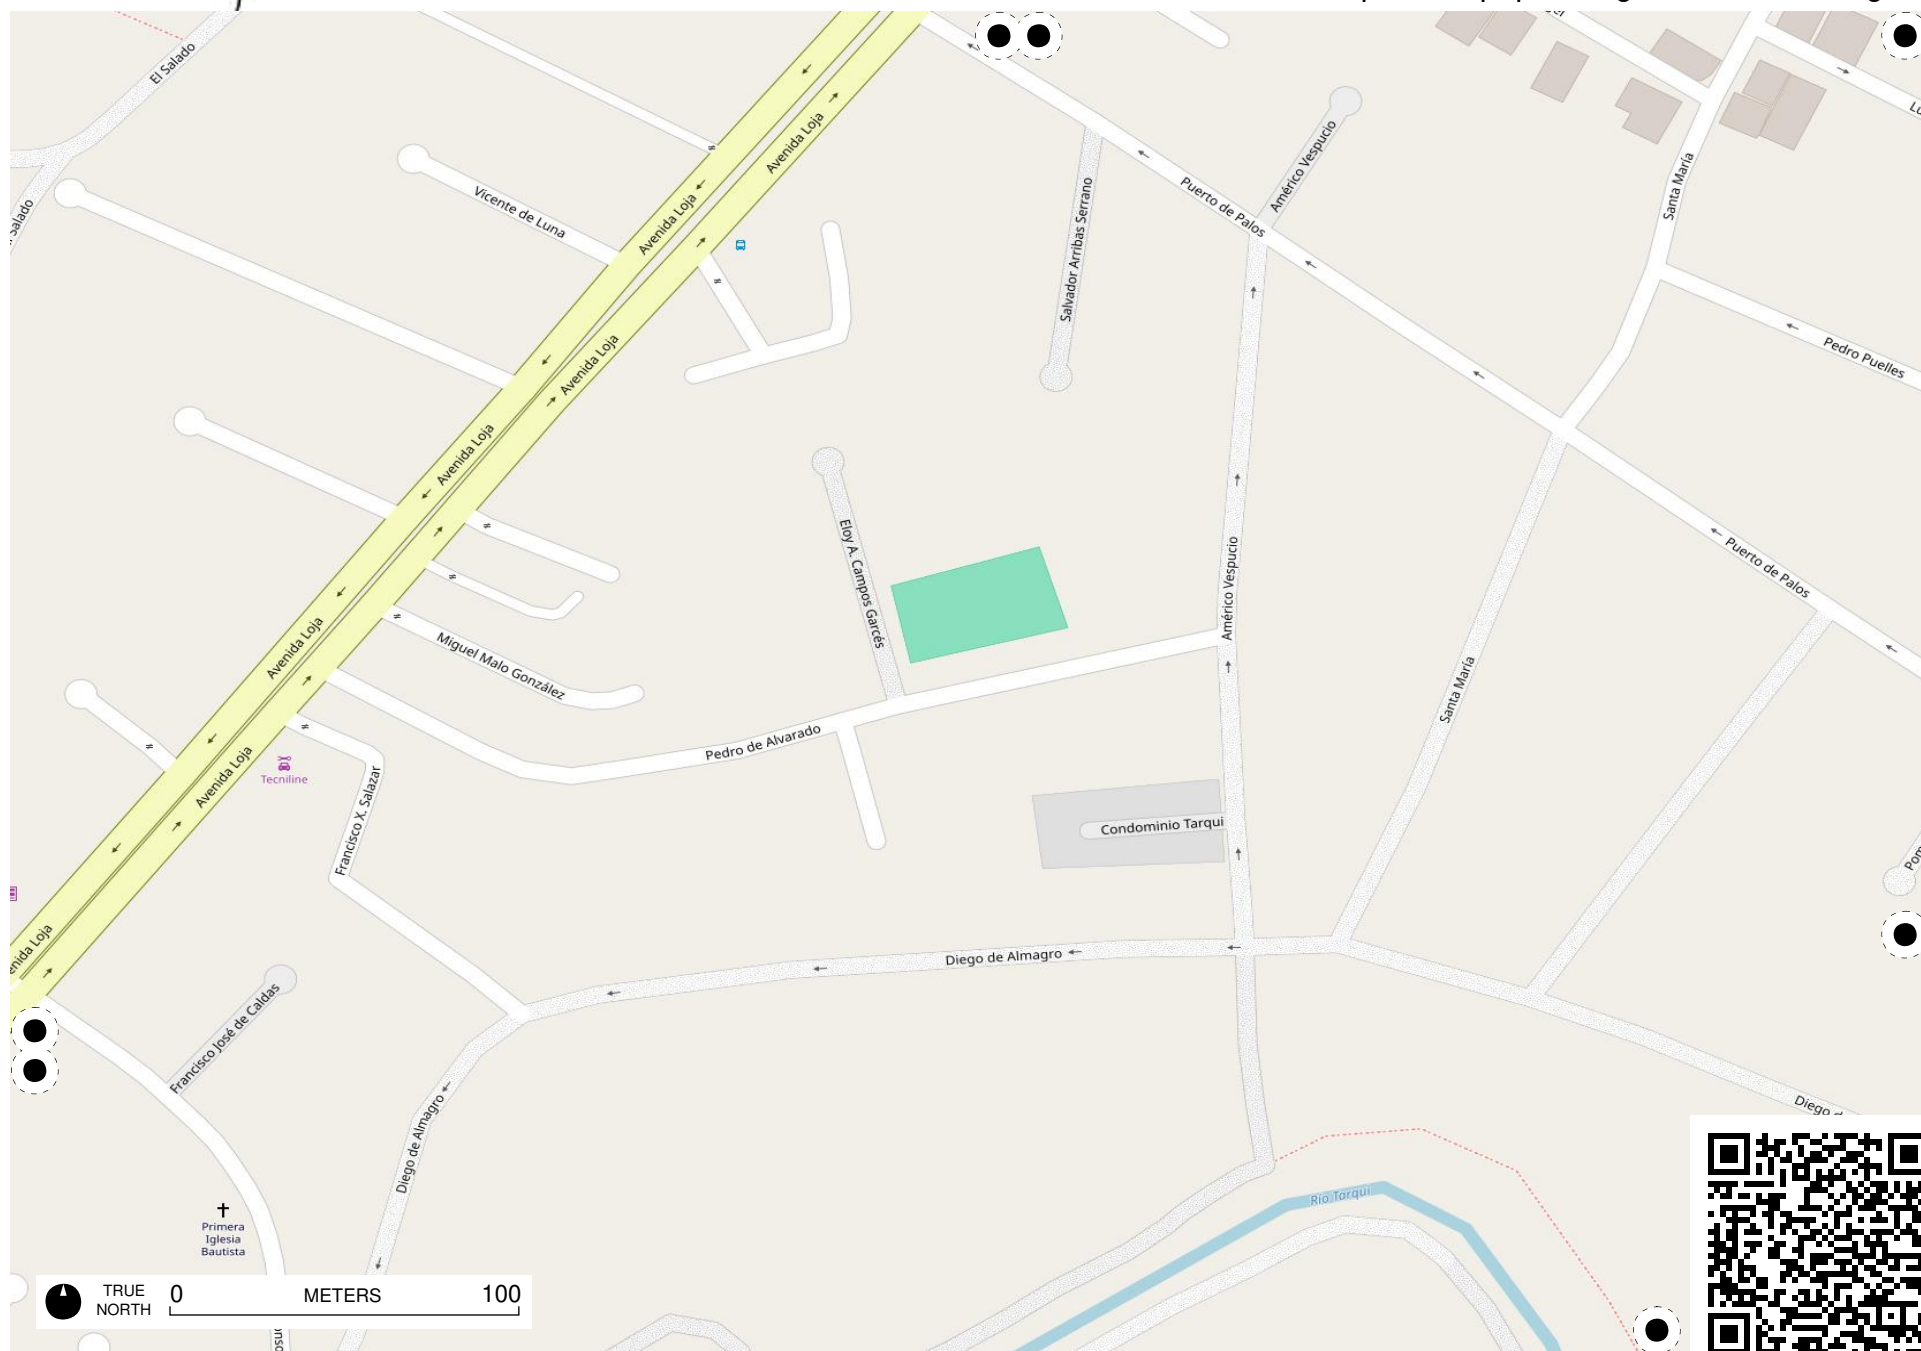 El Salado
Avenida Loja
Américo Vespucio
Santa María
Vicente de Luna
Avenida Loja
Puerto de Palos
Salvador Arribas Serrano
Avenida Loja
Pedro Puelles
Avenida Loja
Eloy A. Campos Garcés
Américo Vespucio
Puerto de Palos
Avenida Loja
Miguel Malo González
Santa María
Pedro de Alvarado
Avenida Loja
Tecniline
Francisco X. Salazar
Condominio Tarqui
Diego de Almagro
Francisco José de Caldas
Diego de Almagro
Diego
Río Tarqui
Primera
Iglesia
Bautista
TRUE
NORTH
0 METERS 100